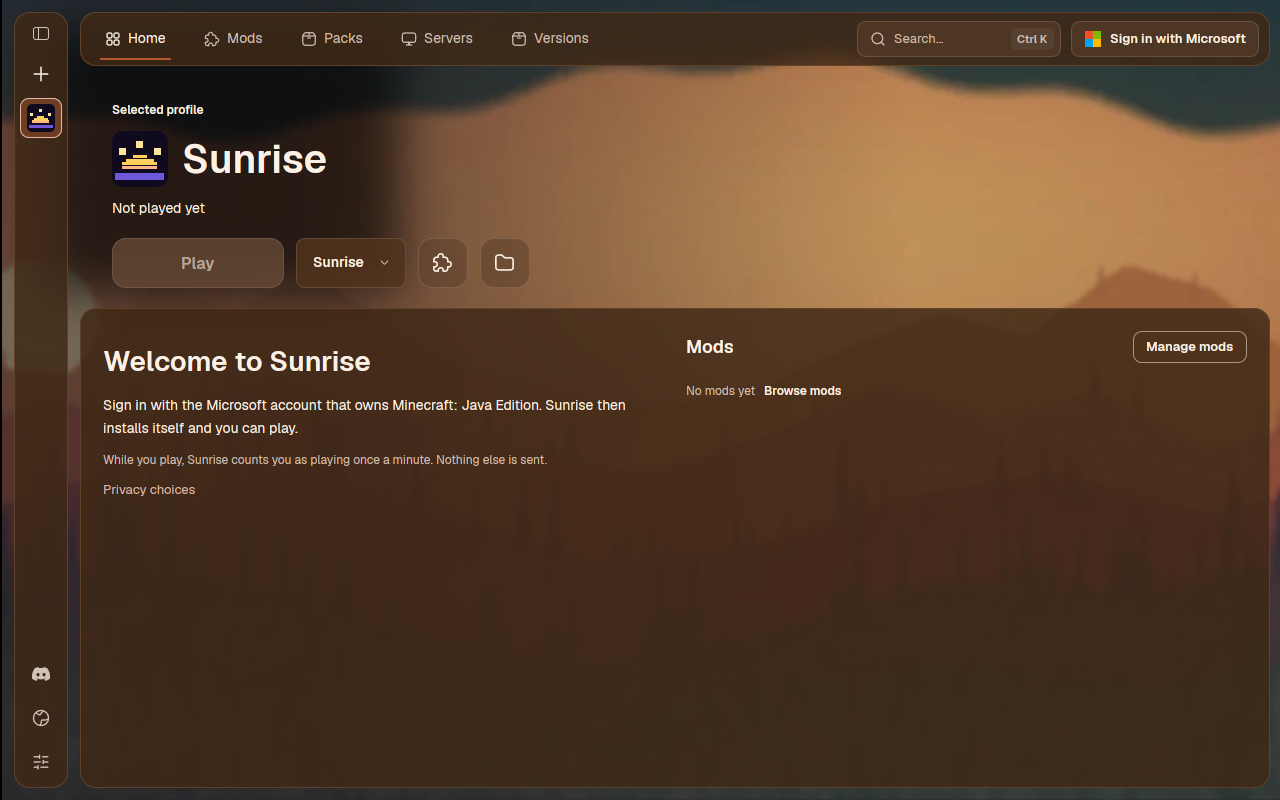 Home
Mods
Packs
Servers
Versions
Search…
Ctrl K
Sign in with Microsoft
Selected profile
Sunrise
Not played yet
Play
Sunrise
Welcome to Sunrise
Sign in with the Microsoft account that owns Minecraft: Java Edition. Sunrise then
installs itself and you can play.
While you play, Sunrise counts you as playing once a minute. Nothing else is sent.
Privacy choices
Mods
Manage mods
No mods yet Browse mods